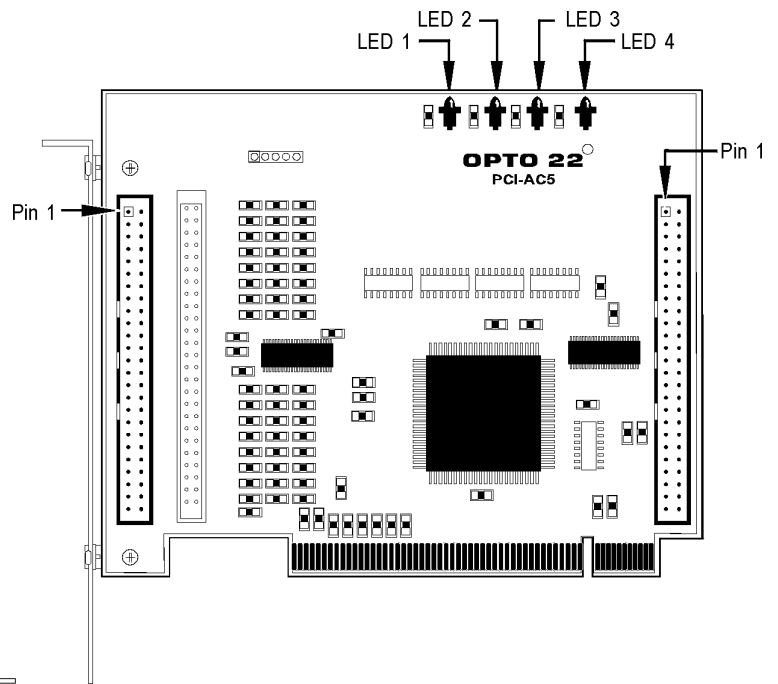 LED 2
LED 3
LED 1
LED 4
OPTO 22
PCI-AC5
Pin 1
Pin 1